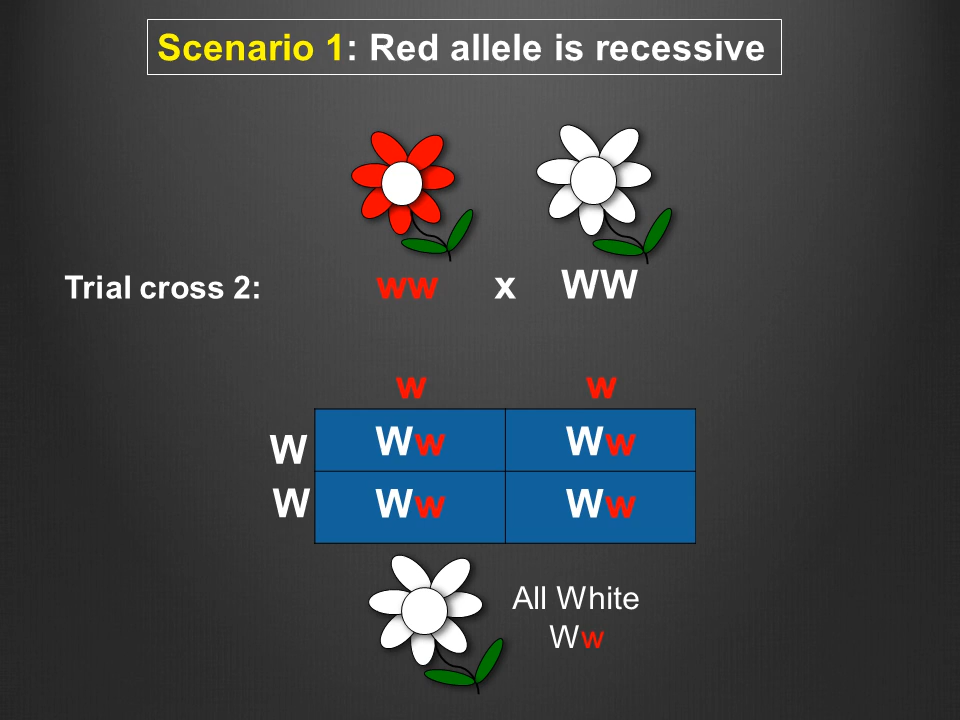 Scenario 1: Red allele is recessive
Trial cross 2: ww x WW
w w
W Ww Ww
W Ww Ww
All White
Ww